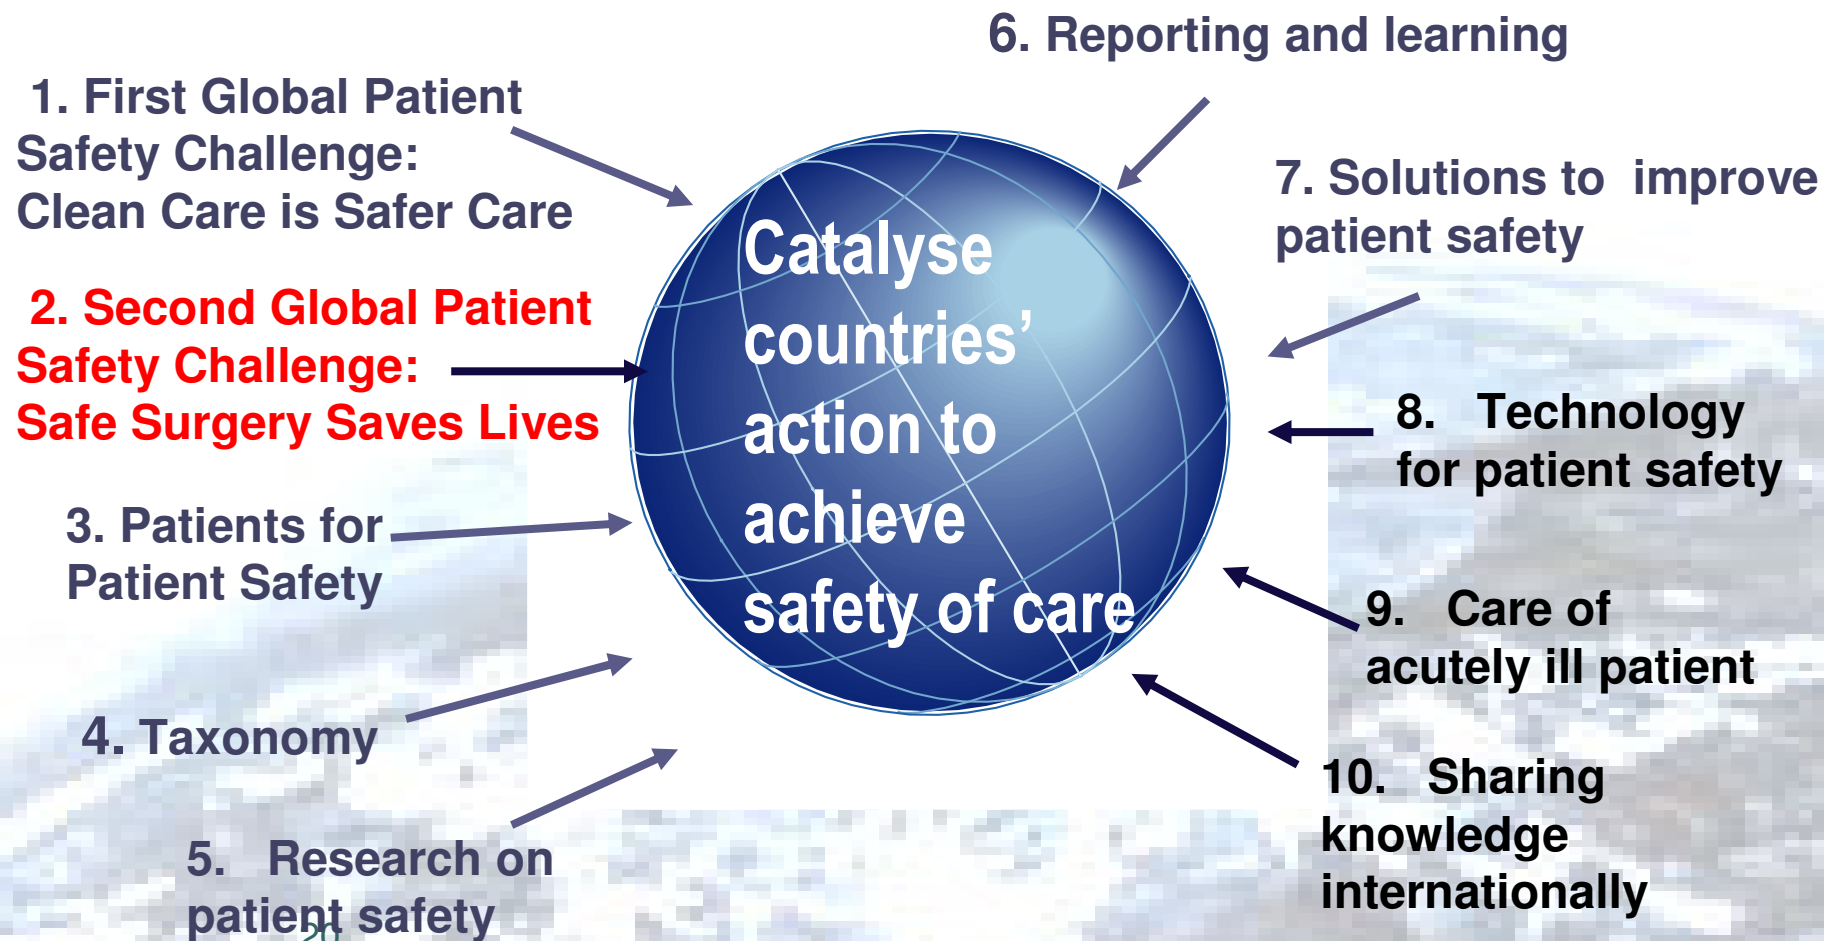 1. First Global Patient
Safety Challenge:
Clean Care is Safer Care
2. Second Global Patient
Safety Challenge:
Safe Surgery Saves Lives
3. Patients for
Patient Safety
4. Taxonomy
5. Research on
patient safety
20
Catalyse
countries’
action to
achieve
safety of care
6. Reporting and learning
7. Solutions to improve
patient safety
8. Technology
for patient safety
9. Care of
acutely ill patient
10. Sharing
knowledge
internationally